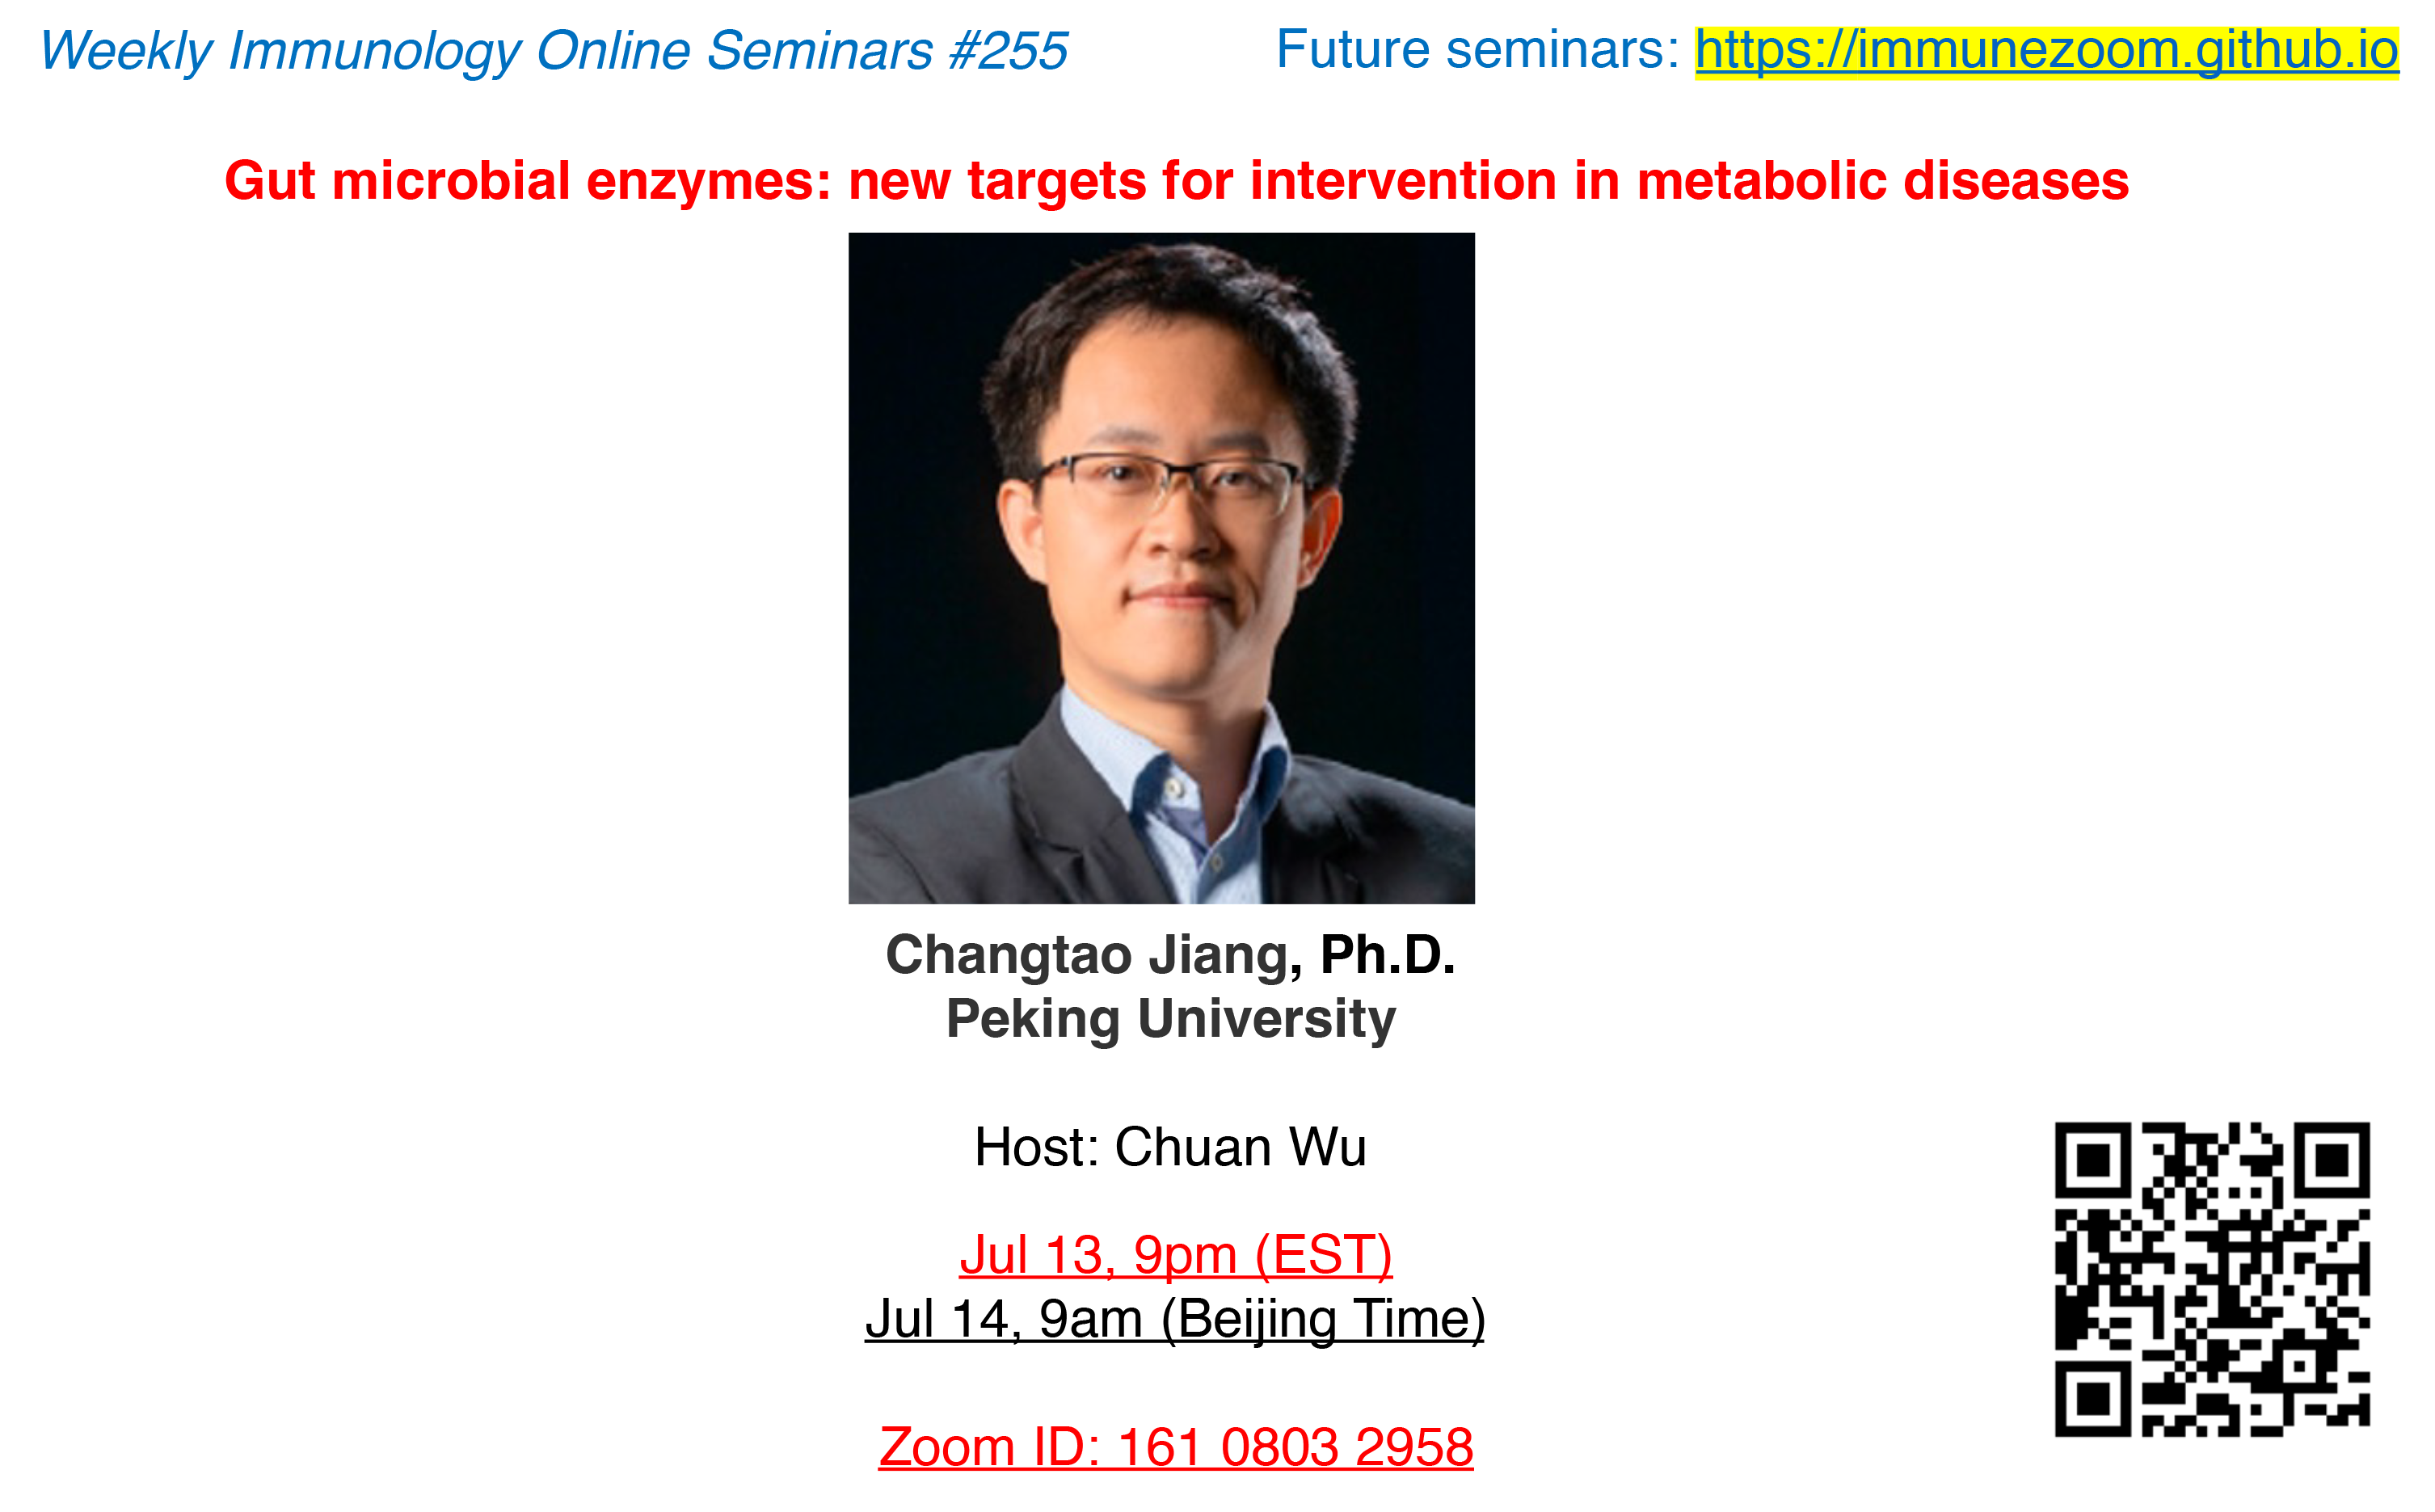 Weekly Immunology Online Seminars #255
Future seminars: https://immunezoom.github.io
Gut microbial enzymes: new targets for intervention in metabolic diseases
Changtao Jiang, Ph.D.
Peking University
Host: Chuan Wu
Jul 13, 9pm (EST)
Jul 14, 9am (Beijing Time)
Zoom ID: 161 0803 2958